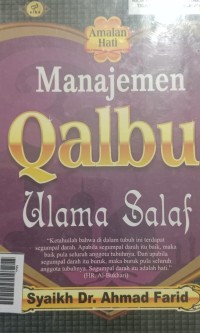 Amalan
Hati
Manajemen
Qalbu
Ulama Salaf
"Ketahuilah bahwa di dalam tubuh ini terdapat
segumpal darah. Apabila segumpal darah itu baik, maka
baik pula seluruh anggota tubuhnya. Dan apabila
segumpal darah itu buruk, maka buruk pula seluruh
anggota tubuhnya. Segumpal darah itu adalah hati."
(HR. Al-Bukhari)
Syaikh Dr. Ahmad Farid